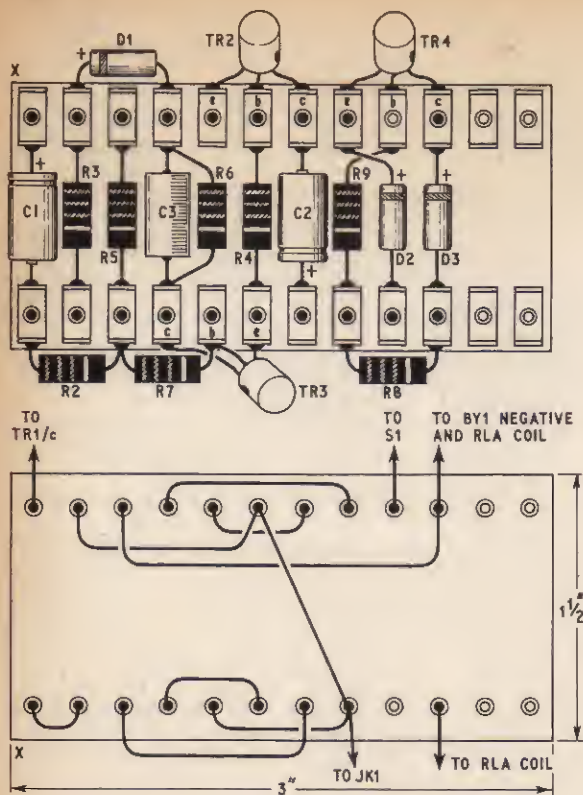 D1
TR2
TR4
+
X
e b c e b c
+
R3
R6
R9
+
+
C1
C3
C2
R5
R4
D2
D3
+
c b e
R2
R7
TR3
R8
TO
TR1/c
TO
S1
TO BY1 NEGATIVE
AND RLA COIL
1½"
X
TO JK1
TO RLA COIL
3"